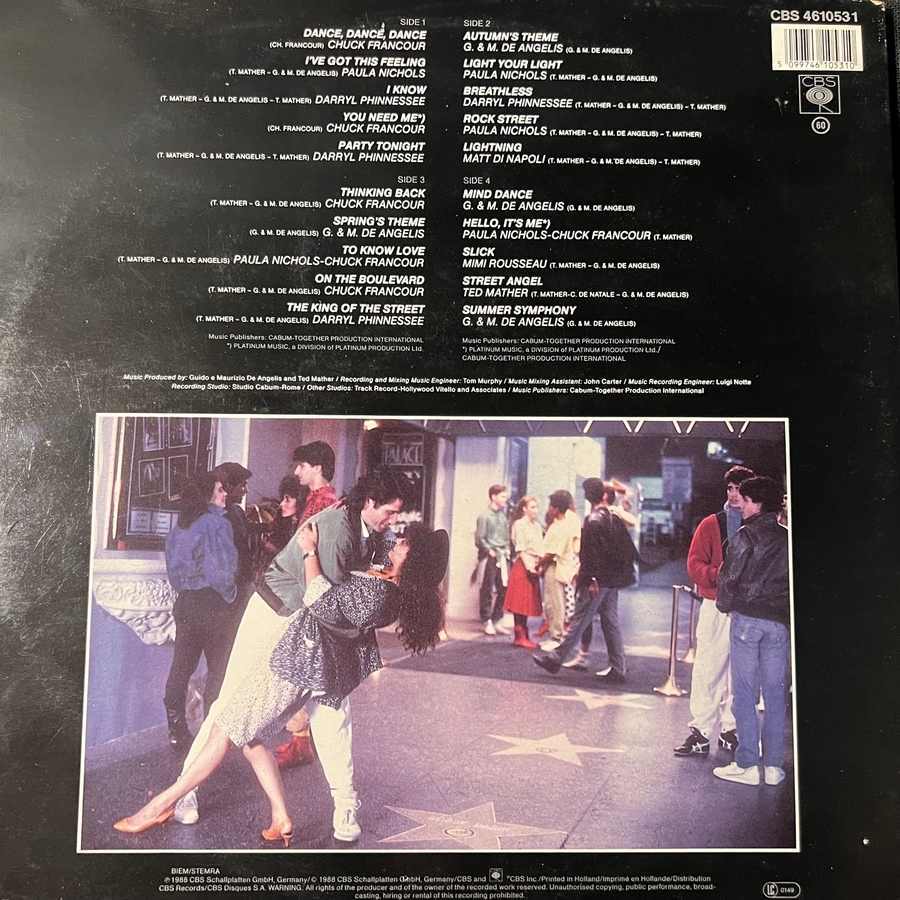 CBS 4610531
5 099746 105310
CBS
60
SIDE 1
DANCE, DANCE, DANCE
(CH. FRANCOUR) CHUCK FRANCOUR
I'VE GOT THIS FEELING
(T. MATHER – G. & M. DE ANGELIS) PAULA NICHOLS
I KNOW
(T. MATHER – G. & M. DE ANGELIS – T. MATHER) DARRYL PHINNESSEE
YOU NEED ME*)
(CH. FRANCOUR) CHUCK FRANCOUR
PARTY TONIGHT
(T. MATHER – G. & M. DE ANGELIS – T. MATHER) DARRYL PHINNESSEE
SIDE 2
AUTUMN'S THEME
G. & M. DE ANGELIS (G. & M. DE ANGELIS)
LIGHT YOUR LIGHT
PAULA NICHOLS (T. MATHER – G. & M. DE ANGELIS)
BREATHLESS
DARRYL PHINNESSEE (T. MATHER – G. & M. DE ANGELIS – T. MATHER)
ROCK STREET
PAULA NICHOLS (T. MATHER – G. & M. DE ANGELIS – T. MATHER)
LIGHTNING
MATT DI NAPOLI (T. MATHER – G. & M. DE ANGELIS – T. MATHER)
SIDE 3
THINKING BACK
(T. MATHER – G. & M. DE ANGELIS) CHUCK FRANCOUR
SPRING'S THEME
(G. & M. DE ANGELIS) G. & M. DE ANGELIS
TO KNOW LOVE
(T. MATHER – G. & M. DE ANGELIS) PAULA NICHOLS-CHUCK FRANCOUR
ON THE BOULEVARD
(T. MATHER – G. & M. DE ANGELIS) CHUCK FRANCOUR
THE KING OF THE STREET
(T. MATHER – G. & M. DE ANGELIS) DARRYL PHINNESSEE
Music Publishers: CABUM-TOGETHER PRODUCTION INTERNATIONAL
*) PLATINUM MUSIC, a DIVISION of PLATINUM PRODUCTION Ltd.
SIDE 4
MIND DANCE
G. & M. DE ANGELIS (G. & M. DE ANGELIS)
HELLO, IT'S ME*)
PAULA NICHOLS-CHUCK FRANCOUR (T. MATHER)
SLICK
MIMI ROUSSEAU (T. MATHER – G. & M. DE ANGELIS)
STREET ANGEL
TED MATHER (T. MATHER-C. DE NATALE – G. & M. DE ANGELIS)
SUMMER SYMPHONY
G. & M. DE ANGELIS (G. & M. DE ANGELIS)
Music Publishers: CABUM-TOGETHER PRODUCTION INTERNATIONAL
*) PLATINUM MUSIC, a DIVISION of PLATINUM PRODUCTION Ltd./
CABUM-TOGETHER PRODUCTION INTERNATIONAL
Music Produced by: Guido e Maurizio De Angelis and Ted Mather / Recording and Mixing Music Engineer: Tom Murphy / Music Mixing Assistant: John Carter / Music Recording Engineer: Luigi Notte
Recording Studio: Studio Cabum-Rome / Other Studios: Track Record-Hollywood Vitello and Associates / Music Publishers: Cabum-Together Production International
PALACE
BIEM/STEMRA
℗ 1988 CBS Schallplatten GmbH, Germany/ © 1988 CBS Schallplatten GmbH, Germany/CBS and ® CBS Inc./Printed in Holland/Imprimé en Hollande/Distribution
CBS Records/CBS Disques S.A. WARNING. All rights of the producer and of the owner of the recorded work reserved. Unauthorised copying, public performance, broad-
casting, hiring or rental of this recording prohibited.
LC 0149